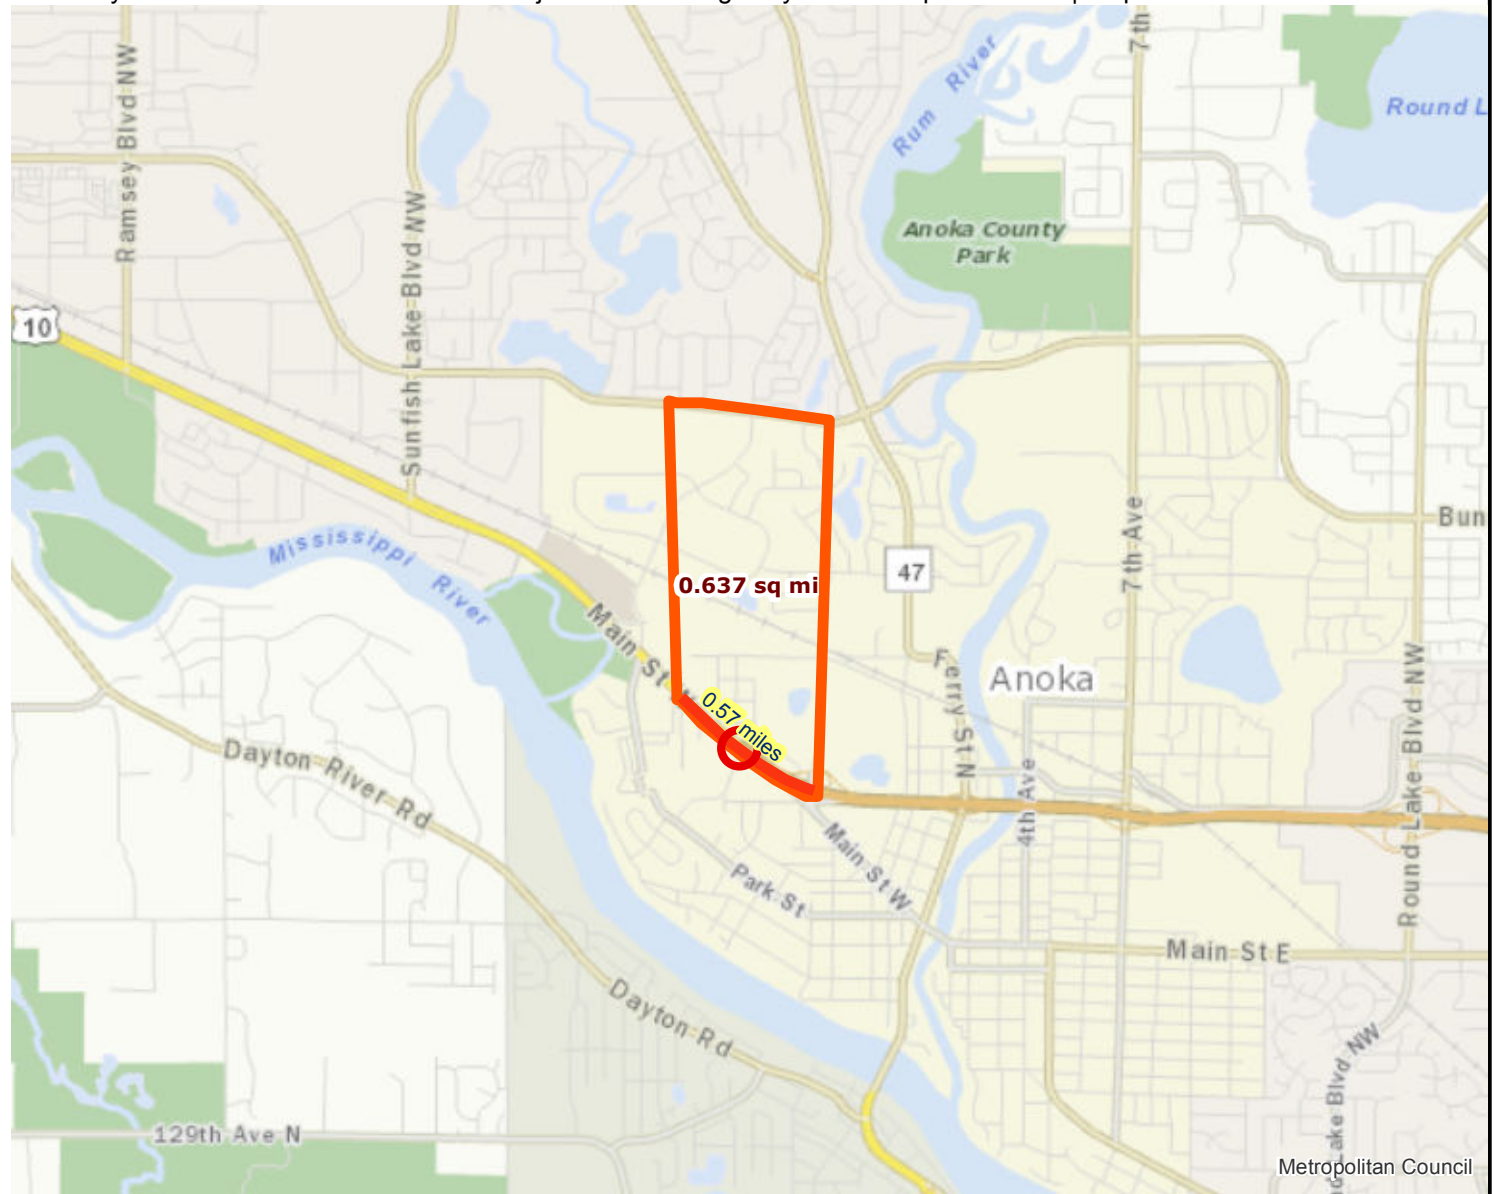 7th
Ramsey Blvd NW
Rum River
Round L
Sunfish Lake Blvd NW
Anoka County
Park
10
Mississippi River
7th Ave
Bun
47
0.637 sq mi
Main St W
Ferry St N
Anoka
0.57 miles
Round Lake Blvd NW
Dayton River Rd
4th Ave
Main St W
Park St
Main St E
Dayton Rd
Lake Blvd NW
129th Ave N
Metropolitan Council